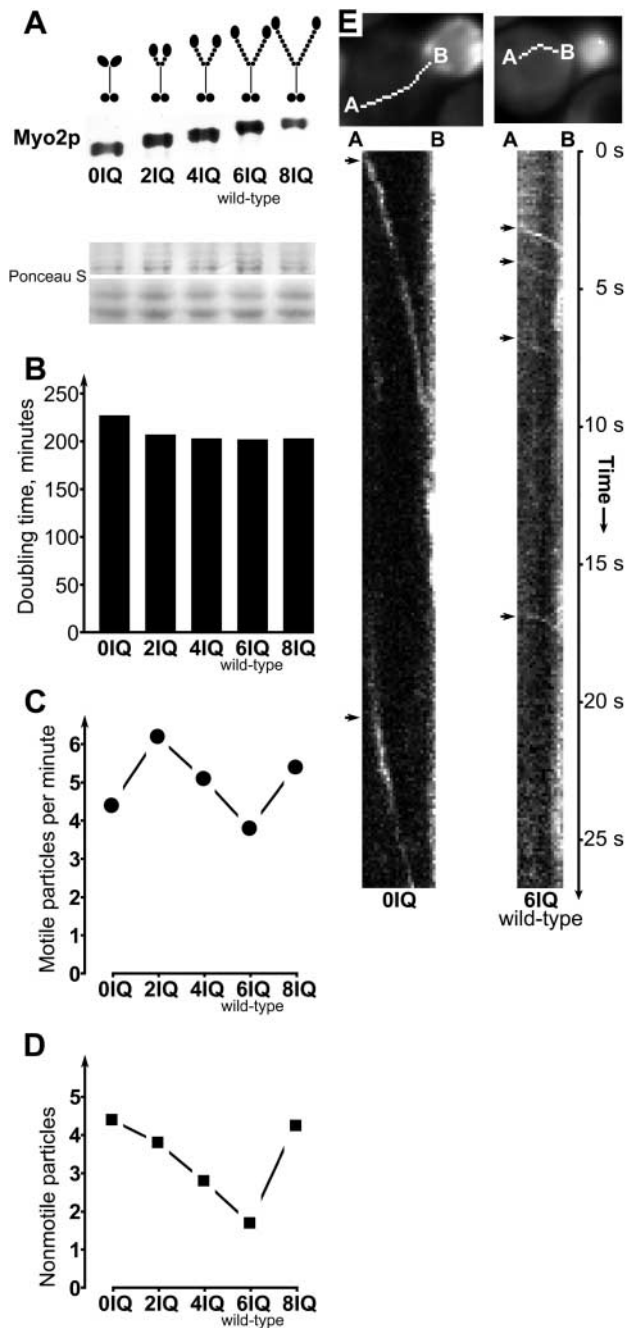 A
Myo2p
0IQ 2IQ 4IQ 6IQ 8IQ
wild-type
Ponceau S
B
Doubling time, minutes
250
200
150
100
50
0
0IQ 2IQ 4IQ 6IQ 8IQ
wild-type
C
Motile particles per minute
6
5
4
3
2
1
0
0IQ 2IQ 4IQ 6IQ 8IQ
wild-type
D
Nonmotile particles
5
4
3
2
1
0
0IQ 2IQ 4IQ 6IQ 8IQ
wild-type
E
A B
A B
A B
A B
0 s
5 s
10 s
Time →
15 s
20 s
25 s
0IQ
6IQ
wild-type